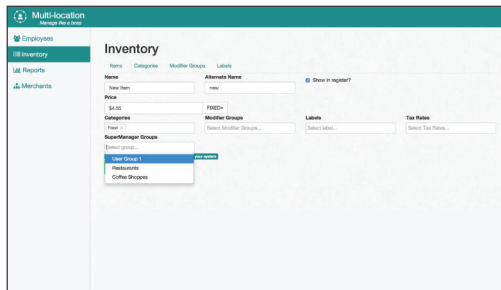 Multi-location
Manage like a boss
Employees
Inventory
Reports
Merchants
Inventory
Items Categories Modifier Groups Labels
Name Alternate Name
New Item new Show in register?
Price
$4.55 FIXED
Categories Modifier Groups Labels Tax Rates
Food × Select Modifier Groups... Select label... Select Tax Rates...
SuperManager Groups
Select group...
User Group 1 your system
Restaurants
Coffee Shoppes